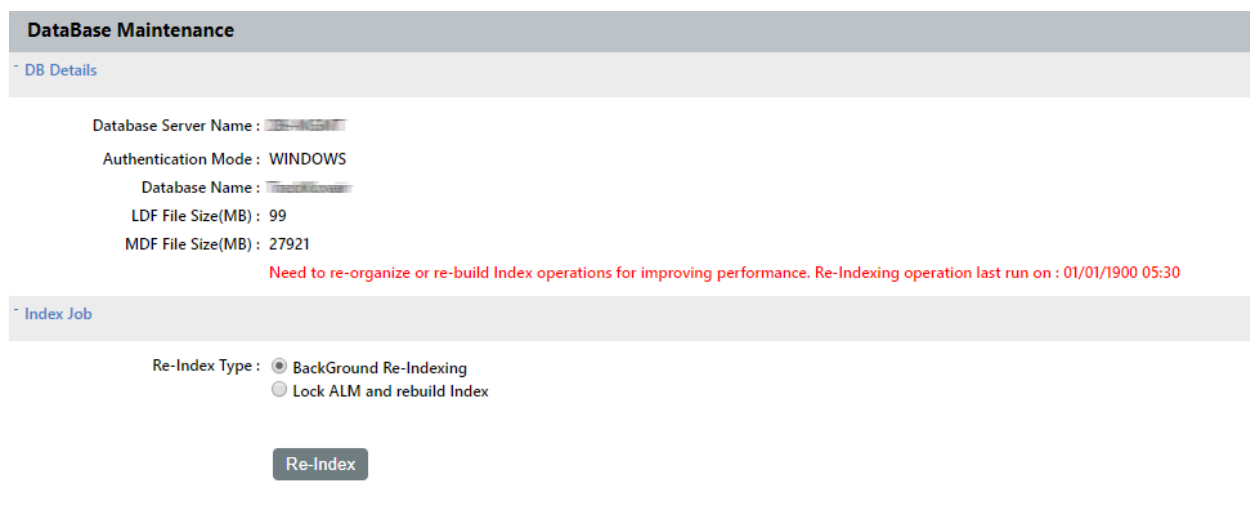 DataBase Maintenance
- DB Details
Database Server Name :
Authentication Mode : WINDOWS
Database Name :
LDF File Size(MB) : 99
MDF File Size(MB) : 27921
Need to re-organize or re-build Index operations for improving performance. Re-Indexing operation last run on : 01/01/1900 05:30
- Index Job
Re-Index Type : BackGround Re-Indexing
Lock ALM and rebuild Index
Re-Index